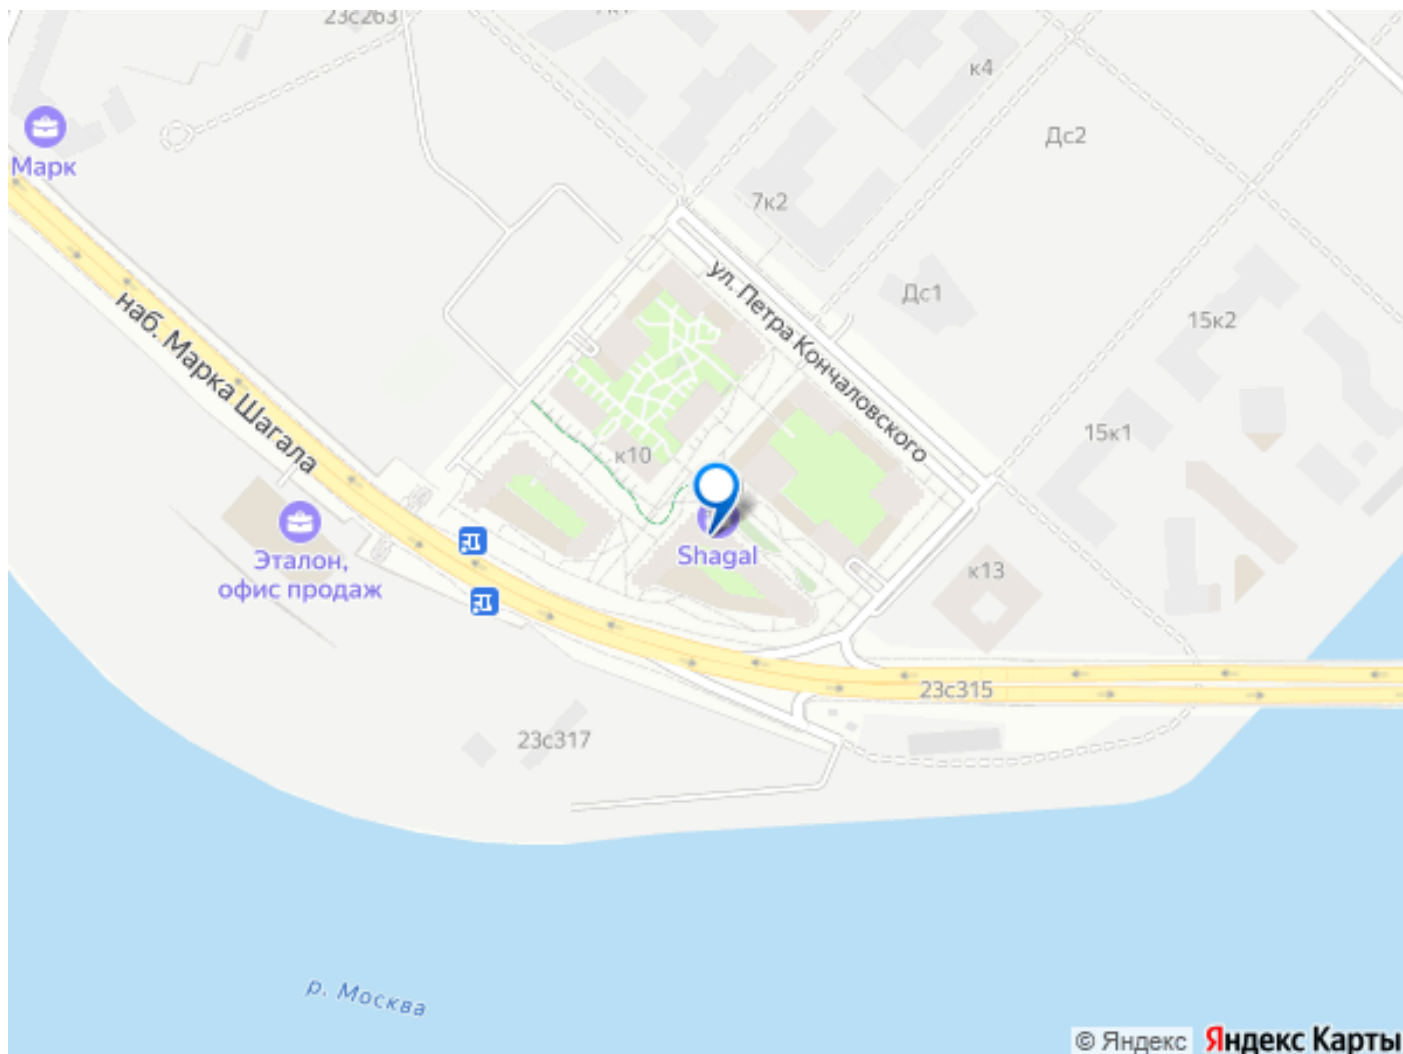 23с263
к4
Марк
Дс2
7к2
ул. Петра Кончаловского
Дс1
15к2
наб. Марка Шагала
15к1
к10
Shagal
Эталон,
офис продаж
к13
23с315
23с317
р. Москва
© Яндекс Яндекс Карты